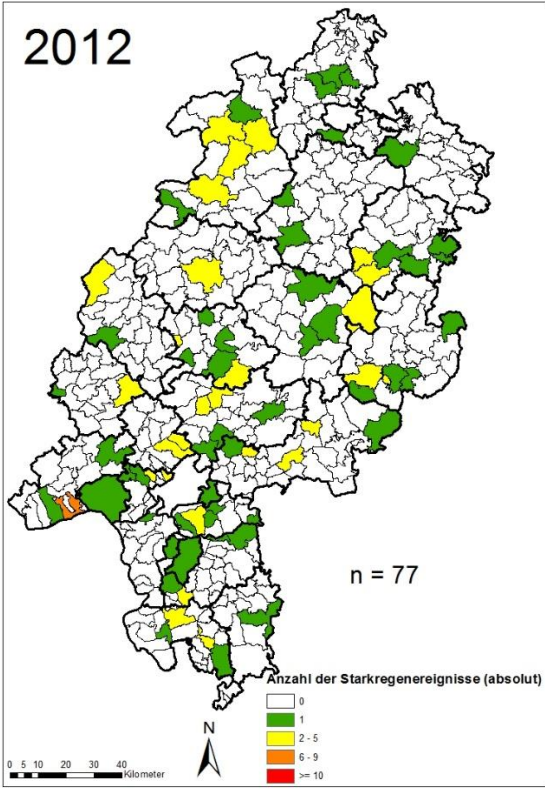 2012
n = 77
Anzahl der Starkregenereignisse (absolut)
0
1
2 - 5
6 - 9
>= 10
N
0 5 10 20 30 40
Kilometer